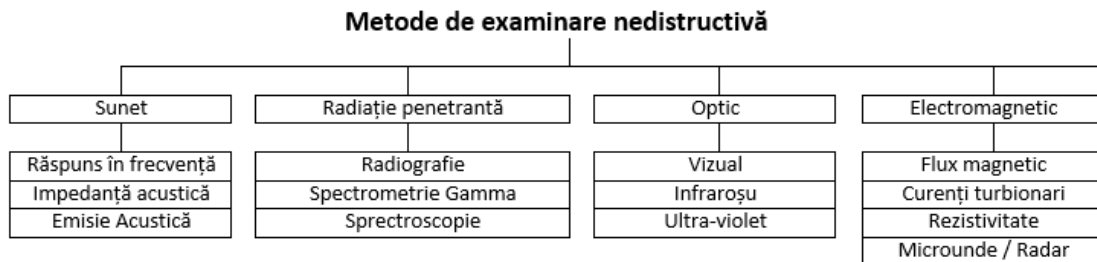 Metode de examinare nedistructivă
Sunet
Radiație penetrantă
Optic
Electromagnetic
Răspuns în frecvență
Impedanță acustică
Emisie Acustică
Radiografie
Spectrometrie Gamma
Sprectroscopie
Vizual
Infraroșu
Ultra-violet
Flux magnetic
Curenți turbionari
Rezistivitate
Microunde / Radar